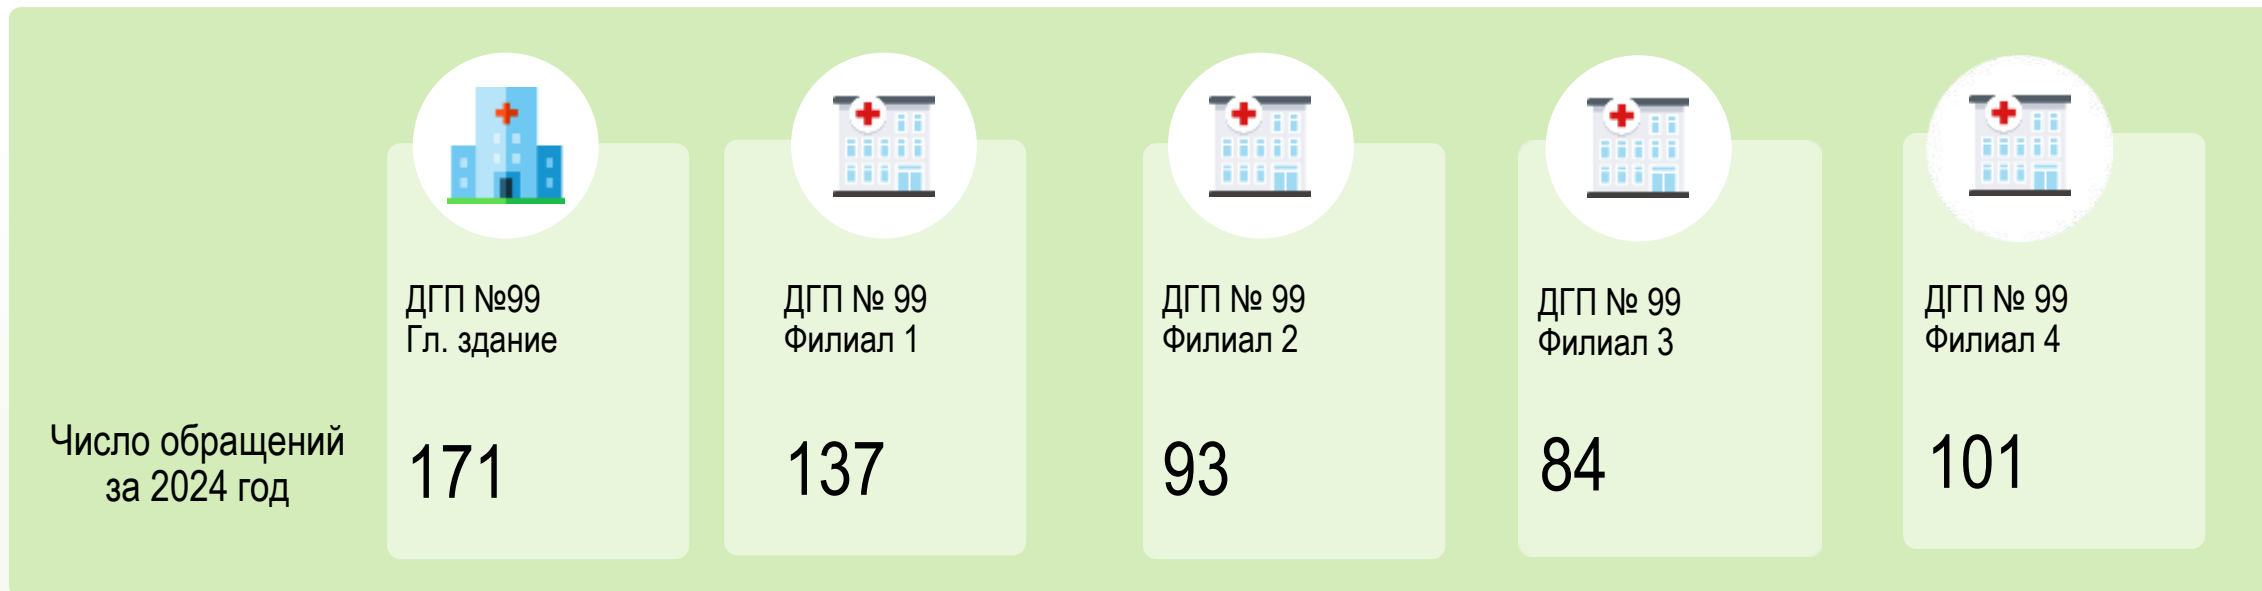 ДГП №99
Гл. здание
ДГП № 99
Филиал 1
ДГП № 99
Филиал 2
ДГП № 99
Филиал 3
ДГП № 99
Филиал 4
Число обращений
за 2024 год
171
137
93
84
101